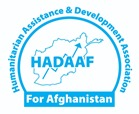 Humanitarian Assistance & Development Association
HADAAF
For Afghanistan